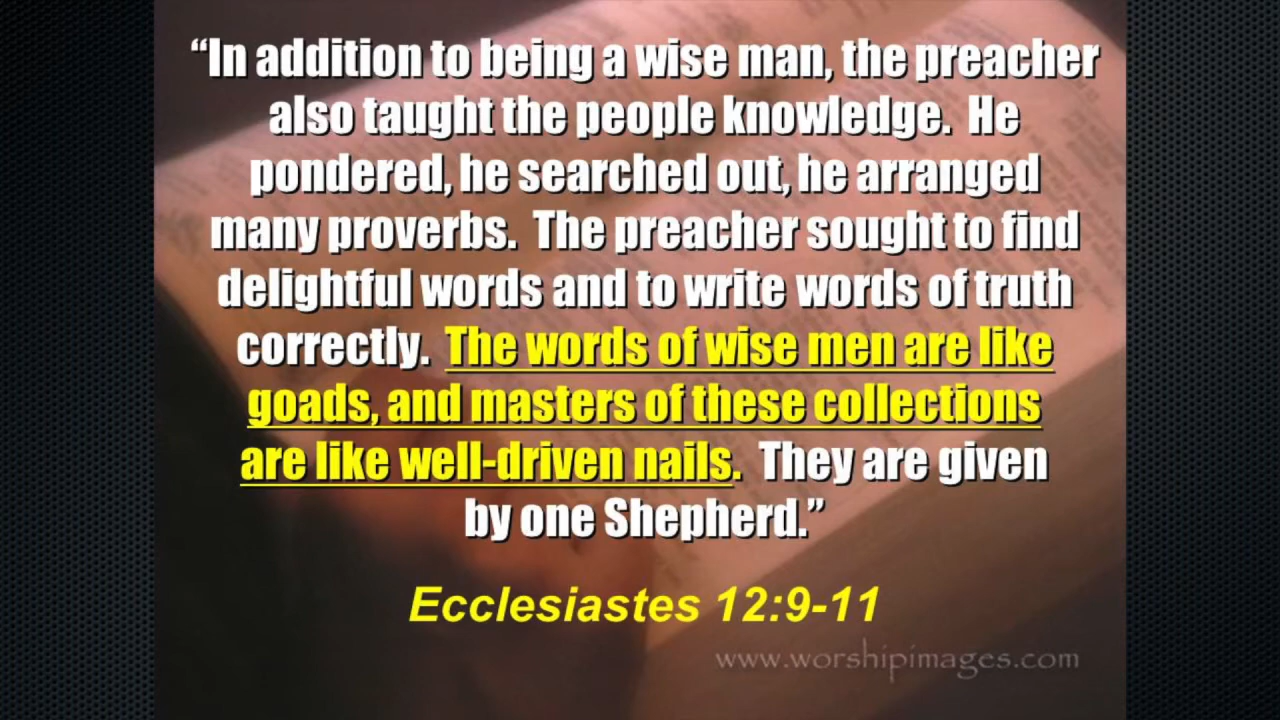 “In addition to being a wise man, the preacher
also taught the people knowledge.  He
pondered, he searched out, he arranged
many proverbs.  The preacher sought to find
delightful words and to write words of truth
correctly.  The words of wise men are like
goads, and masters of these collections
are like well-driven nails.  They are given
by one Shepherd.”
Ecclesiastes 12:9-11
www.worshipimages.com